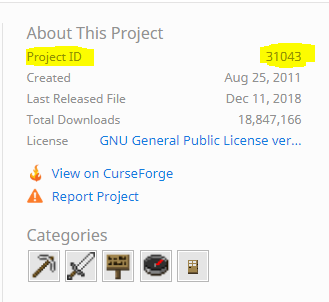 About This Project
Project ID 31043
Created Aug 25, 2011
Last Released File Dec 11, 2018
Total Downloads 18,847,166
License GNU General Public License ver...
View on CurseForge
Report Project
Categories